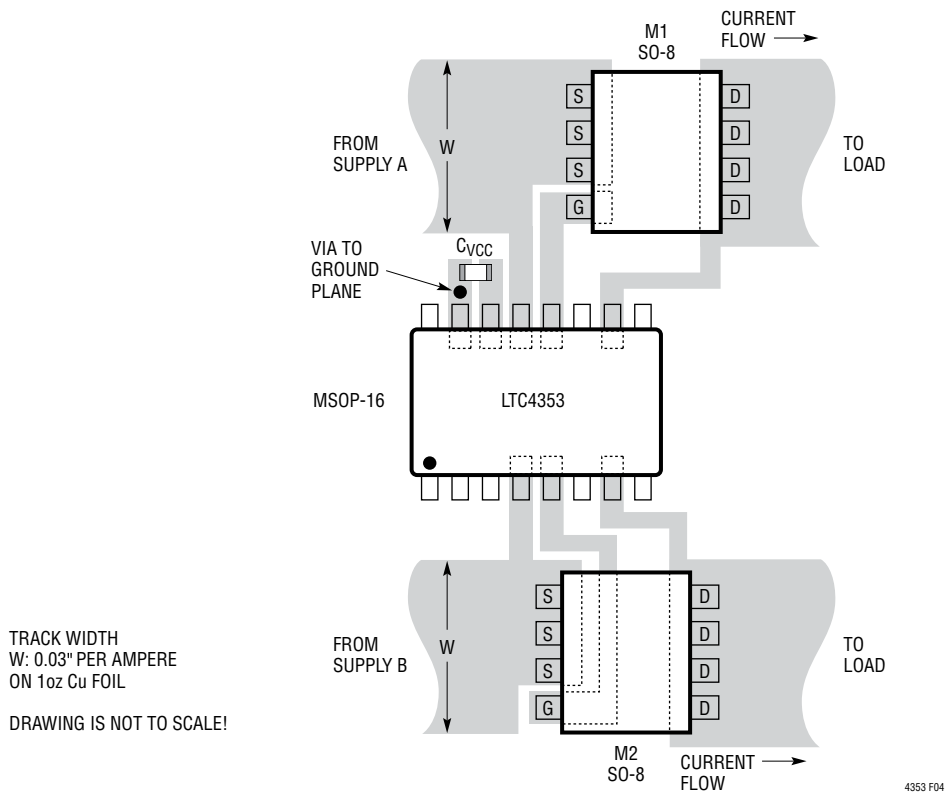 CURRENT
FLOW
M1
SO-8
S
D
S
D
S
D
G
D
FROM
SUPPLY A
W
TO
LOAD
VIA TO
GROUND
PLANE
CVCC
MSOP-16
LTC4353
S
D
S
D
S
D
G
D
FROM
SUPPLY B
W
TO
LOAD
TRACK WIDTH
W: 0.03" PER AMPERE
ON 1oz Cu FOIL
DRAWING IS NOT TO SCALE!
M2
SO-8
CURRENT
FLOW
4353 F04